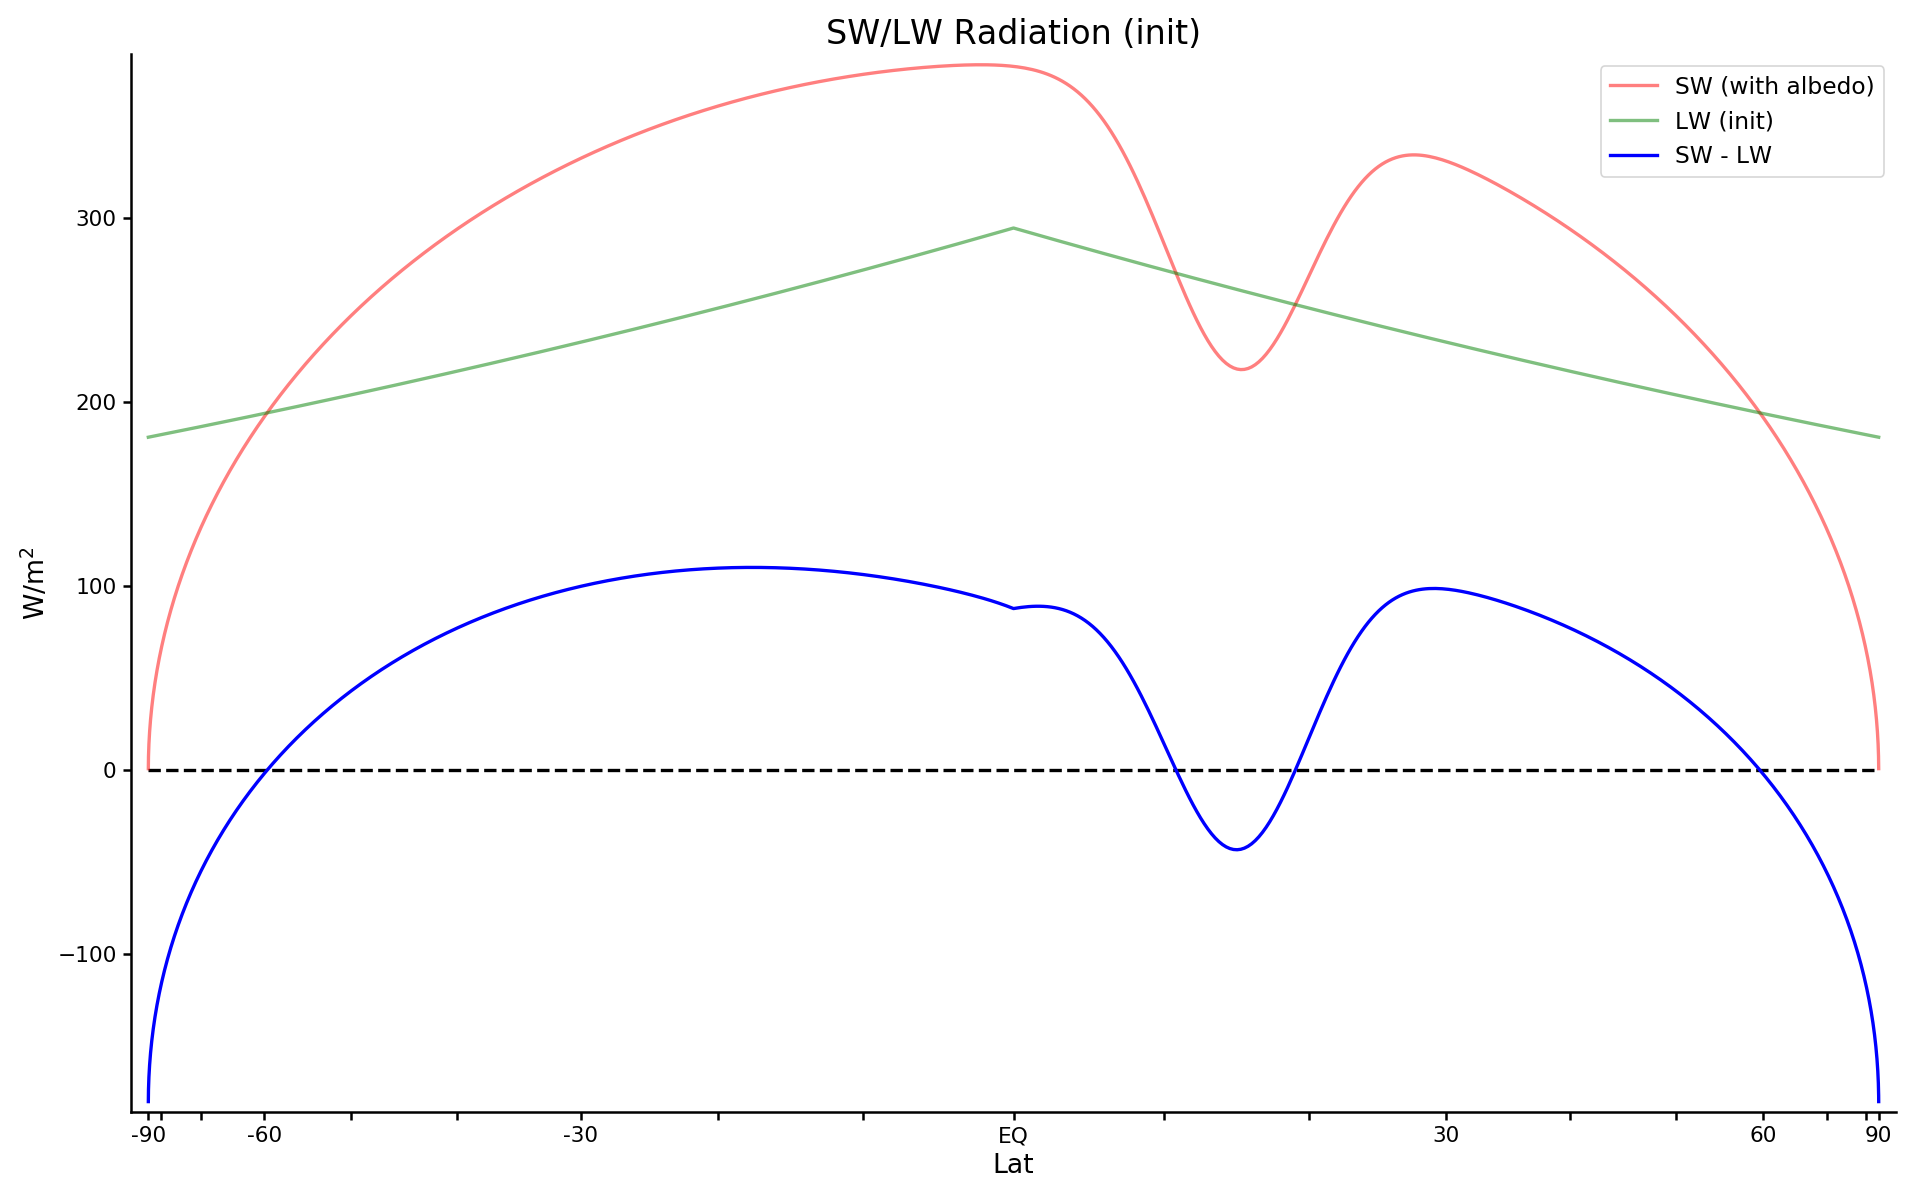 SW/LW Radiation (init)
SW (with albedo)
LW (init)
SW - LW
300
200
100
0
−100
W/m²
-90
-60
-30
EQ
30
60
90
Lat